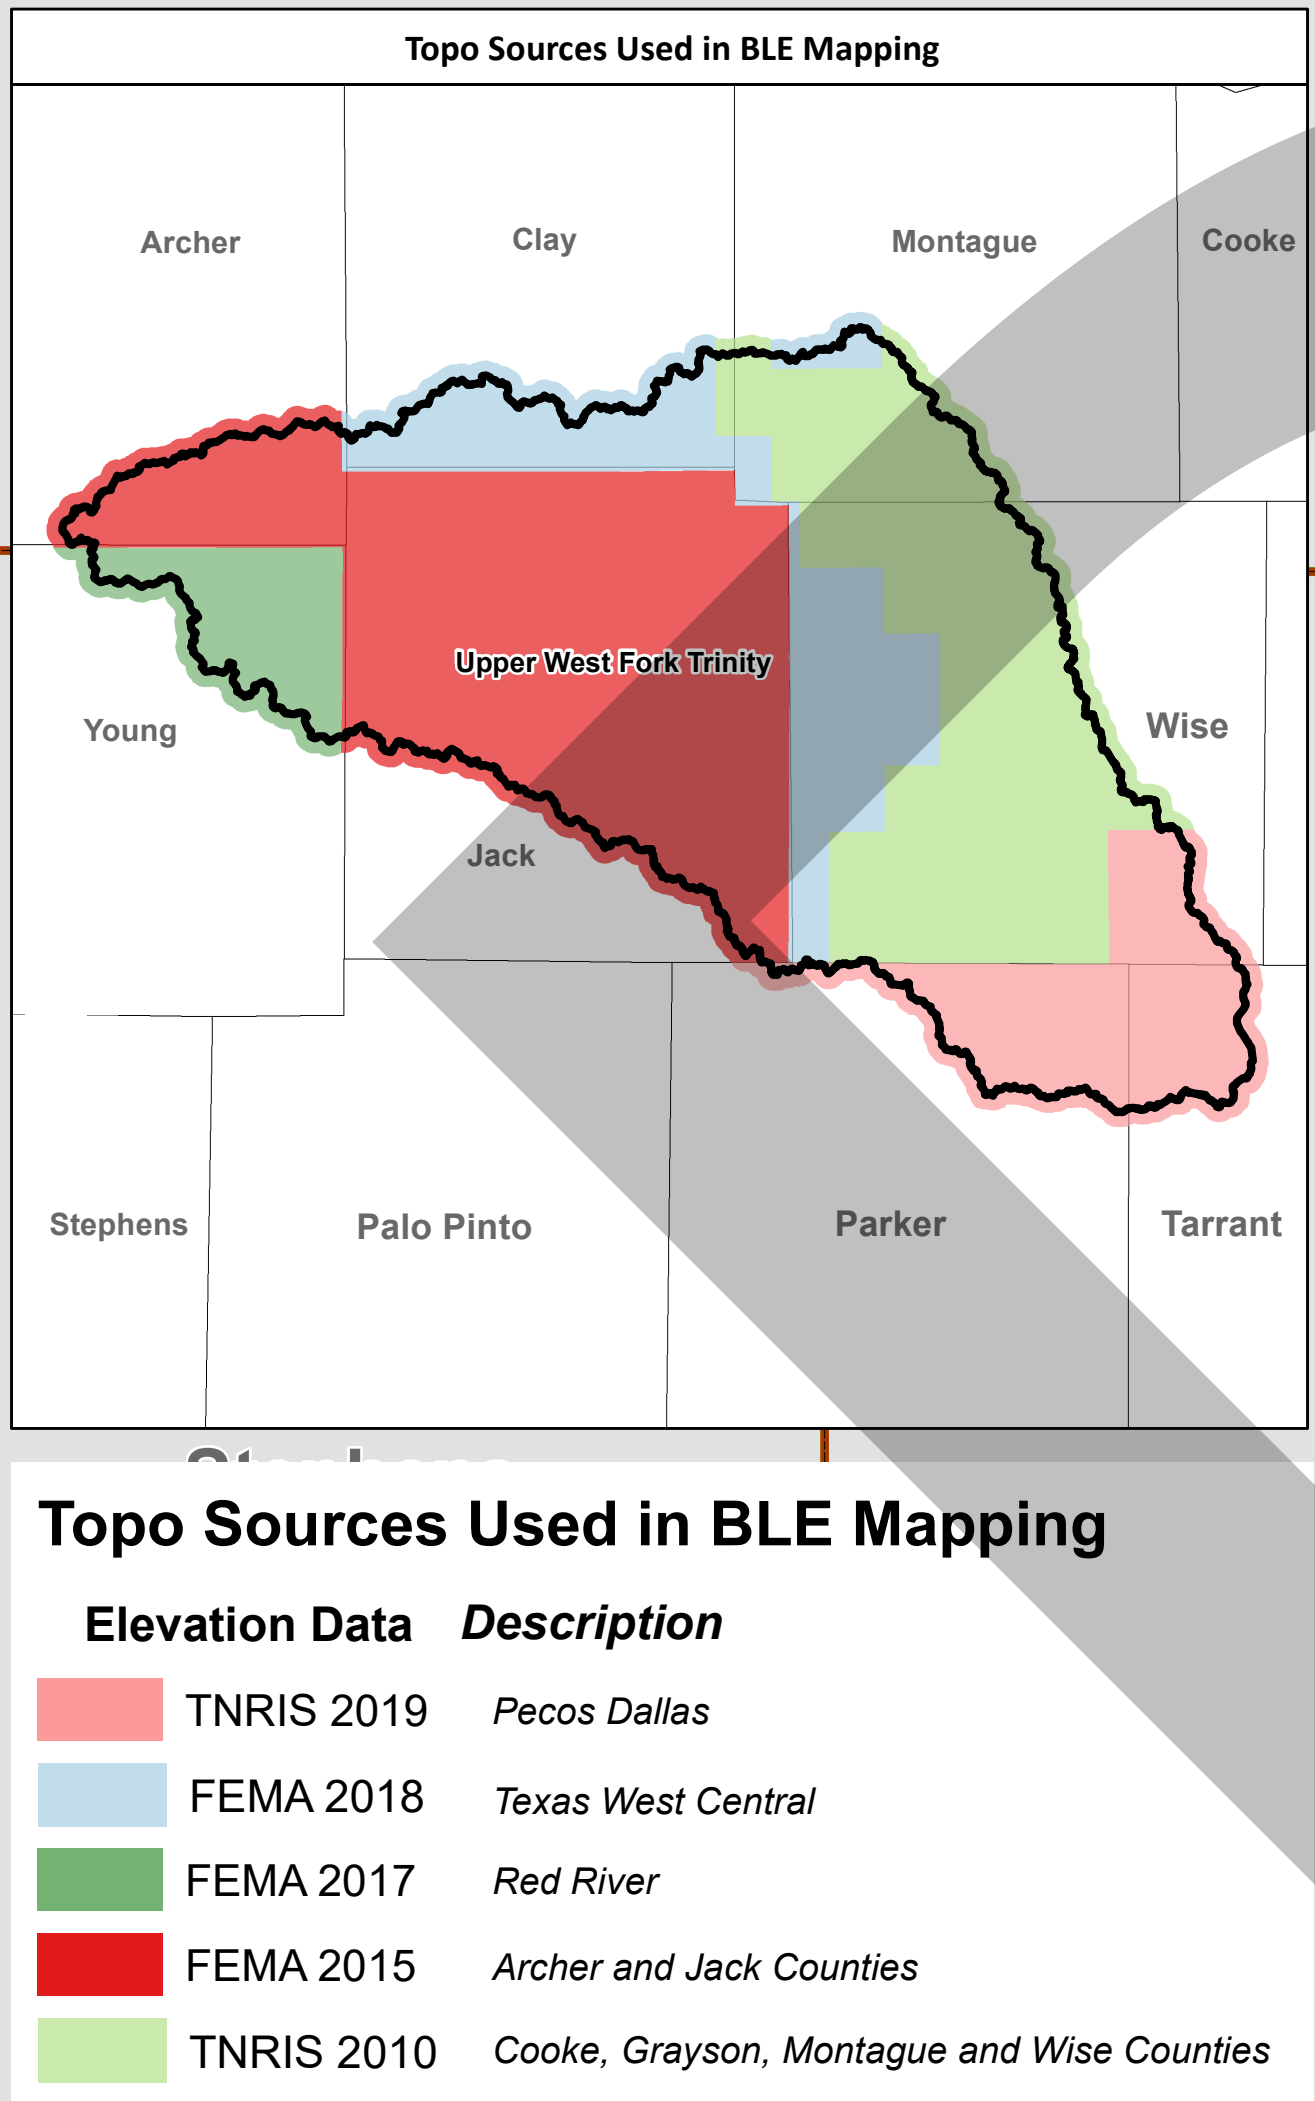 Topo Sources Used in BLE Mapping
Archer
Clay
Montague
Cooke
Upper West Fork Trinity
Young
Wise
Jack
Stephens
Palo Pinto
Parker
Tarrant
Topo Sources Used in BLE Mapping
Elevation Data Description
TNRIS 2019 Pecos Dallas
FEMA 2018 Texas West Central
FEMA 2017 Red River
FEMA 2015 Archer and Jack Counties
TNRIS 2010 Cooke, Grayson, Montague and Wise Counties